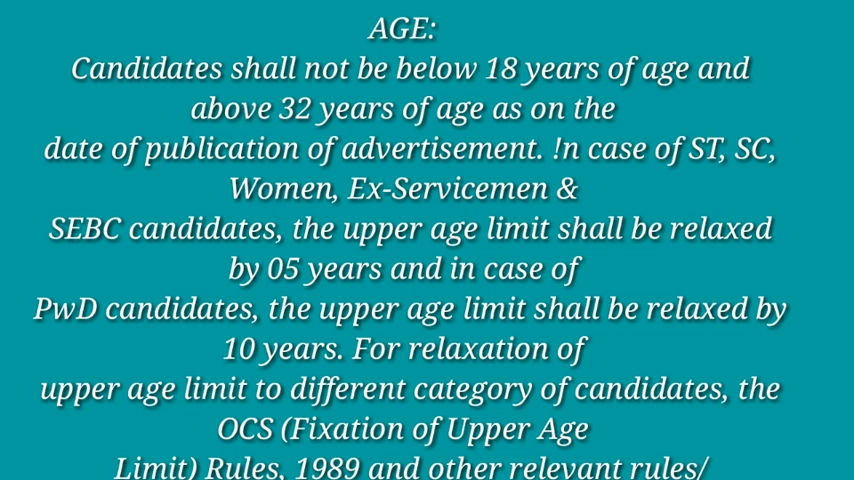 AGE:
Candidates shall not be below 18 years of age and
above 32 years of age as on the
date of publication of advertisement. !n case of ST, SC,
Women, Ex-Servicemen &
SEBC candidates, the upper age limit shall be relaxed
by 05 years and in case of
PwD candidates, the upper age limit shall be relaxed by
10 years. For relaxation of
upper age limit to different category of candidates, the
OCS (Fixation of Upper Age
Limit) Rules, 1989 and other relevant rules/